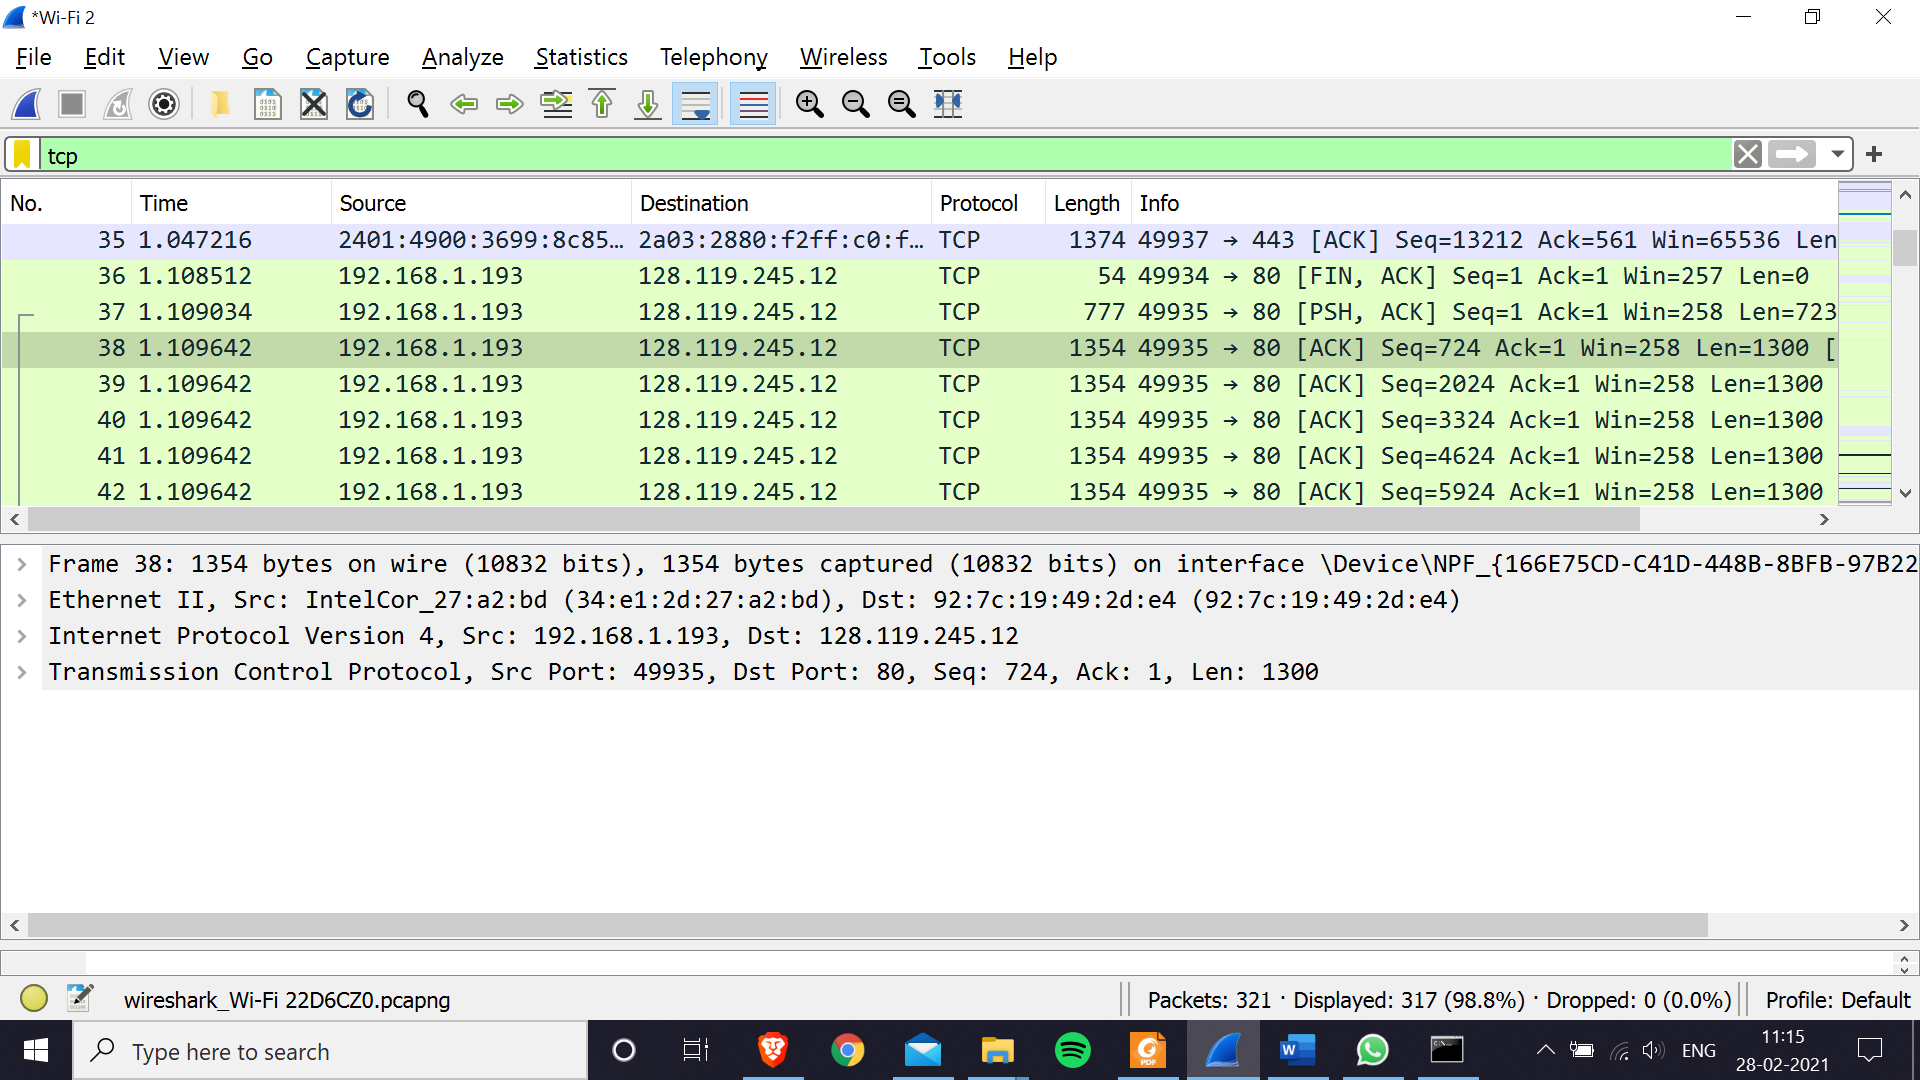 *Wi-Fi 2
File Edit View Go Capture Analyze Statistics Telephony Wireless Tools Help
tcp
No. Time Source Destination Protocol Length Info
35 1.047216 2401:4900:3699:8c85… 2a03:2880:f2ff:c0:f… TCP 1374 49937 → 443 [ACK] Seq=13212 Ack=561 Win=65536 Len
36 1.108512 192.168.1.193 128.119.245.12 TCP 54 49934 → 80 [FIN, ACK] Seq=1 Ack=1 Win=257 Len=0
37 1.109034 192.168.1.193 128.119.245.12 TCP 777 49935 → 80 [PSH, ACK] Seq=1 Ack=1 Win=258 Len=723
38 1.109642 192.168.1.193 128.119.245.12 TCP 1354 49935 → 80 [ACK] Seq=724 Ack=1 Win=258 Len=1300 [
39 1.109642 192.168.1.193 128.119.245.12 TCP 1354 49935 → 80 [ACK] Seq=2024 Ack=1 Win=258 Len=1300
40 1.109642 192.168.1.193 128.119.245.12 TCP 1354 49935 → 80 [ACK] Seq=3324 Ack=1 Win=258 Len=1300
41 1.109642 192.168.1.193 128.119.245.12 TCP 1354 49935 → 80 [ACK] Seq=4624 Ack=1 Win=258 Len=1300
42 1.109642 192.168.1.193 128.119.245.12 TCP 1354 49935 → 80 [ACK] Seq=5924 Ack=1 Win=258 Len=1300
Frame 38: 1354 bytes on wire (10832 bits), 1354 bytes captured (10832 bits) on interface \Device\NPF_{166E75CD-C41D-448B-8BFB-97B22
Ethernet II, Src: IntelCor_27:a2:bd (34:e1:2d:27:a2:bd), Dst: 92:7c:19:49:2d:e4 (92:7c:19:49:2d:e4)
Internet Protocol Version 4, Src: 192.168.1.193, Dst: 128.119.245.12
Transmission Control Protocol, Src Port: 49935, Dst Port: 80, Seq: 724, Ack: 1, Len: 1300
wireshark_Wi-Fi 22D6CZ0.pcapng Packets: 321 · Displayed: 317 (98.8%) · Dropped: 0 (0.0%) Profile: Default
Type here to search
PDF
ENG
11:15
28-02-2021